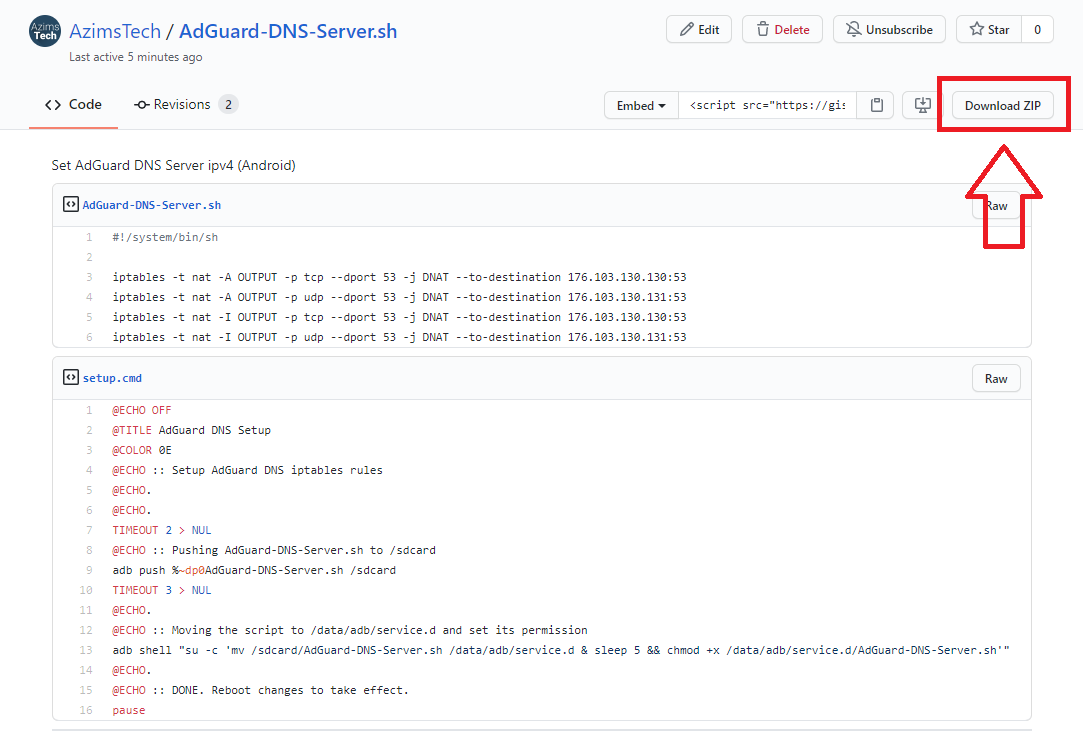 Azims
Tech
AzimsTech / AdGuard-DNS-Server.sh
Last active 5 minutes ago
Edit
Delete
Unsubscribe
Star
0
Code
Revisions 2
Embed
<script src="https://gis
Download ZIP
Set AdGuard DNS Server ipv4 (Android)
AdGuard-DNS-Server.sh
Raw
1 #!/system/bin/sh
2
3 iptables -t nat -A OUTPUT -p tcp --dport 53 -j DNAT --to-destination 176.103.130.130:53
4 iptables -t nat -A OUTPUT -p udp --dport 53 -j DNAT --to-destination 176.103.130.131:53
5 iptables -t nat -I OUTPUT -p tcp --dport 53 -j DNAT --to-destination 176.103.130.130:53
6 iptables -t nat -I OUTPUT -p udp --dport 53 -j DNAT --to-destination 176.103.130.131:53
setup.cmd
Raw
1 @ECHO OFF
2 @TITLE AdGuard DNS Setup
3 @COLOR 0E
4 @ECHO :: Setup AdGuard DNS iptables rules
5 @ECHO.
6 @ECHO.
7 TIMEOUT 2 > NUL
8 @ECHO :: Pushing AdGuard-DNS-Server.sh to /sdcard
9 adb push %~dp0AdGuard-DNS-Server.sh /sdcard
10 TIMEOUT 3 > NUL
11 @ECHO.
12 @ECHO :: Moving the script to /data/adb/service.d and set its permission
13 adb shell "su -c 'mv /sdcard/AdGuard-DNS-Server.sh /data/adb/service.d & sleep 5 && chmod +x /data/adb/service.d/AdGuard-DNS-Server.sh'"
14 @ECHO.
15 @ECHO :: DONE. Reboot changes to take effect.
16 pause